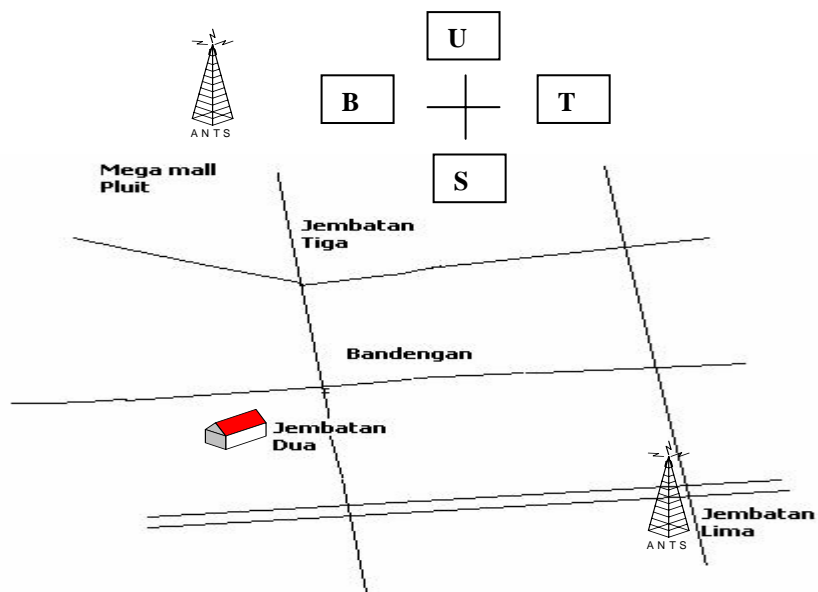 U
B
T
ANTS
S
Mega mall
Pluit
Jembatan
Tiga
Bandengan
Jembatan
Dua
Jembatan
Lima
ANTS